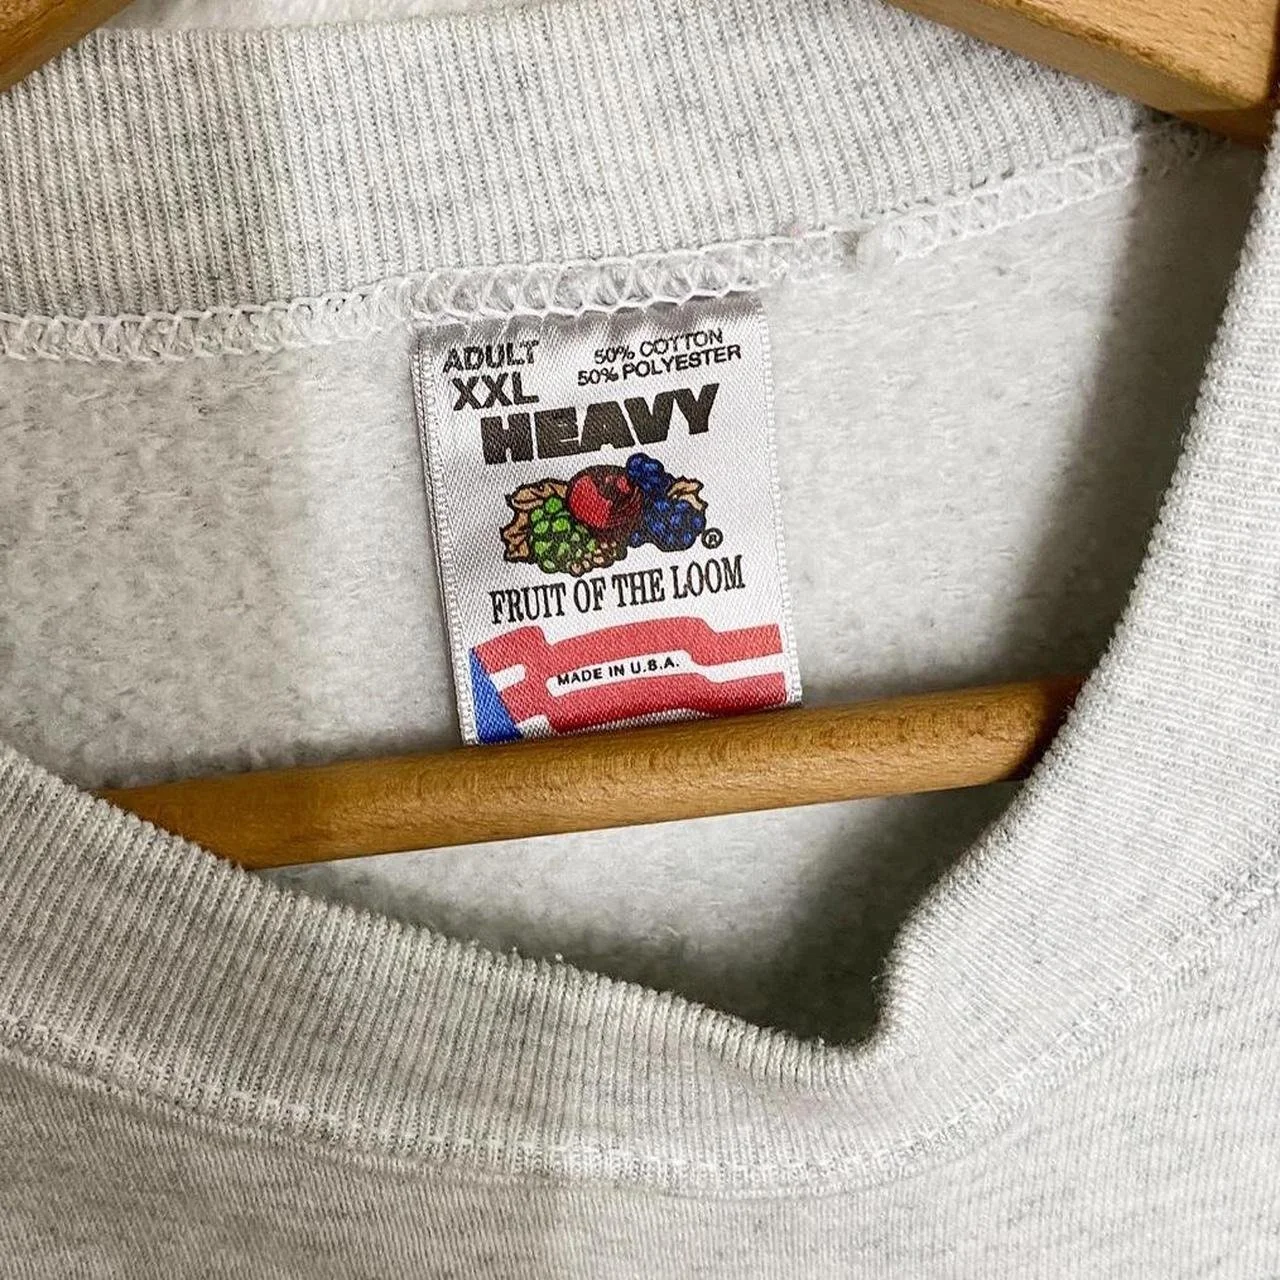 ADULT
XXL
50% COTTON
50% POLYESTER
HEAVY
®
FRUIT OF THE LOOM
MADE IN U.S.A.